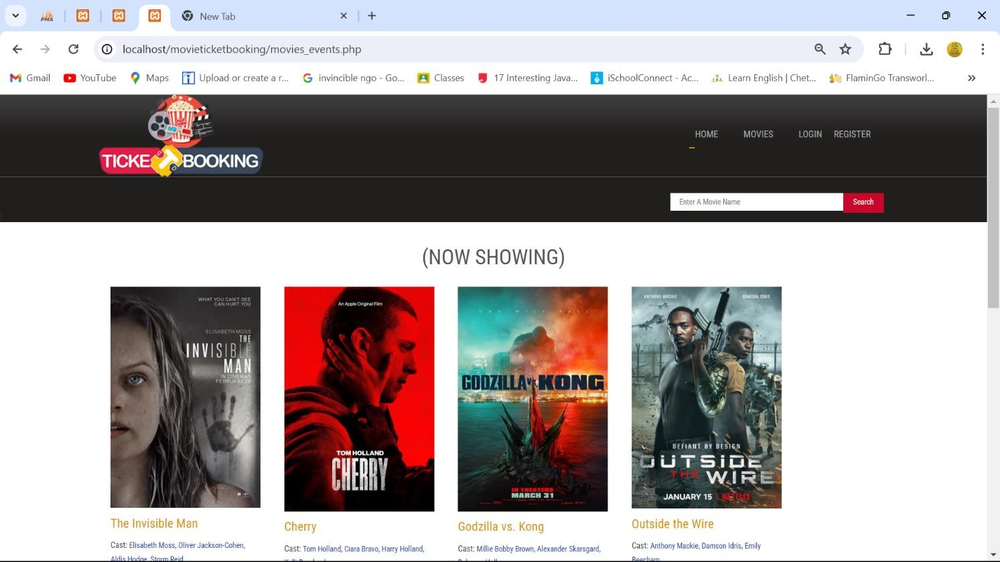 PMA
New Tab
localhost/movieticketbooking/movies_events.php
Gmail YouTube Maps Upload or create a r... invincible ngo - Go... Classes 17 Interesting Java... iSchoolConnect - Ac... Learn English | Chet... FlaminGo Transworl...
POP CORN
TICKET BOOKING
HOME MOVIES LOGIN REGISTER
Enter A Movie Name Search
(NOW SHOWING)
WHAT YOU CAN'T SEE
CAN HURT YOU
ELISABETH MOSS
THE
INVISIBLE
MAN
IN CINEMAS
FEBRUARY 28
The Invisible Man
Cast: Elisabeth Moss, Oliver Jackson-Cohen,
Aldis Hodge, Storm Reid
An Apple Original Film
TOM HOLLAND
CHERRY
Cherry
Cast: Tom Holland, Ciara Bravo, Harry Holland,
ONE WILL FALL
GODZILLA vs. KONG
IN THEATERS
MARCH 31
Godzilla vs. Kong
Cast: Millie Bobby Brown, Alexander Skarsgard,
ANTHONY MACKIE DAMSON IDRIS
DEFIANT BY DESIGN
OUTSIDE
THE WIRE
JANUARY 15 | NETFLIX
Outside the Wire
Cast: Anthony Mackie, Damson Idris, Emily
Beecham